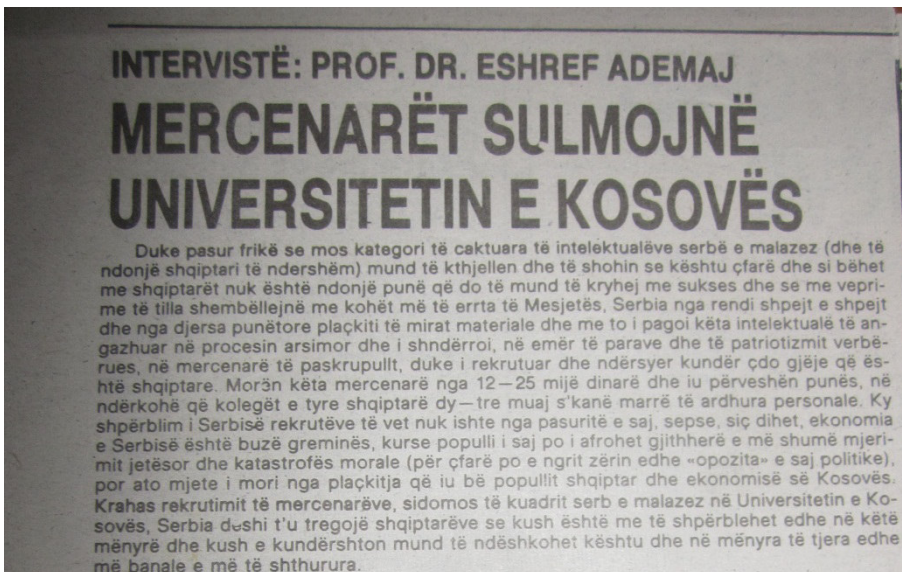 INTERVISTË: PROF. DR. ESHREF ADEMAJ
MERCENARËT SULMOJNË
UNIVERSITETIN E KOSOVËS
Duke pasur frikë se mos kategori të caktuara të intelektualëve serbë e malazez (dhe të
ndonjë shqiptari të ndershëm) mund të kthjellen dhe të shohin se kështu çfarë dhe si bëhet
me shqiptarët nuk është ndonjë punë që do të mund të kryhej me sukses dhe se me vepri-
me të tilla shembëllejnë me kohët më të errta të Mesjetës, Serbia nga rendi shpejt e shpejt
dhe nga djersa punëtore plaçkiti të mirat materiale dhe me to i pagoi këta intelektualë të an-
gazhuar në procesin arsimor dhe i shndërroi, në emër të parave dhe të patriotizmit verbë-
rues, në mercenarë të paskrupullt, duke i rekrutuar dhe ndërsyer kundër çdo gjëje që ës-
htë shqiptare. Morën këta mercenarë nga 12—25 mijë dinarë dhe iu përveshën punës, në
ndërkohë që kolegët e tyre shqiptarë dy—tre muaj s'kanë marrë të ardhura personale. Ky
shpërblim i Serbisë rekrutëve të vet nuk ishte nga pasuritë e saj, sepse, siç dihet, ekonomia
e Serbisë është buzë greminës, kurse populli i saj po i afrohet gjithherë e më shumë mjeri-
mit jetësor dhe katastrofës morale (për çfarë po e ngrit zërin edhe «opozita» e saj politike),
por ato mjete i mori nga plaçkitja që iu bë popullit shqiptar dhe ekonomisë së Kosovës.
Krahas rekrutimit të mercenarëve, sidomos të kuadrit serb e malazez në Universitetin e Ko-
sovës, Serbia deshi t'u tregojë shqiptarëve se kush është me të shpërblehet edhe në këtë
mënyrë dhe kush e kundërshton mund të ndëshkohet kështu dhe në mënyra të tjera edhe
më banale e më të shthurura.